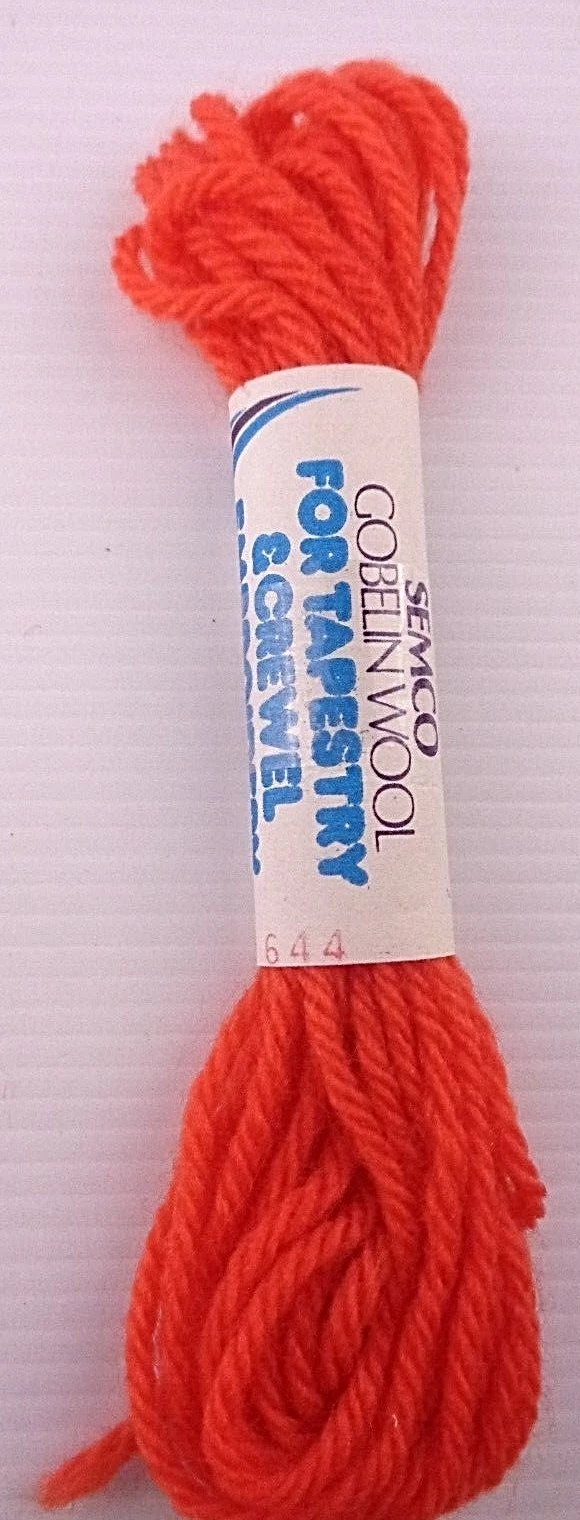 SEMCO
GOBELIN WOOL
FOR TAPESTRY
& CREWEL
644